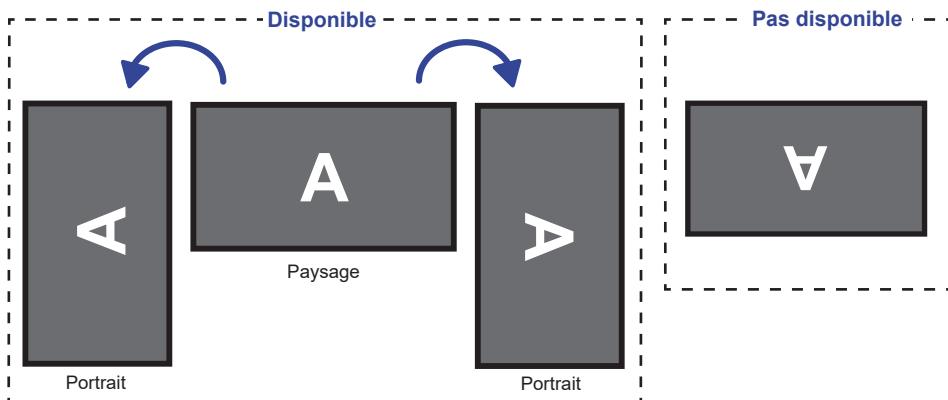 Disponible
Pas disponible
A
A
A
A
Paysage
Portrait
Portrait